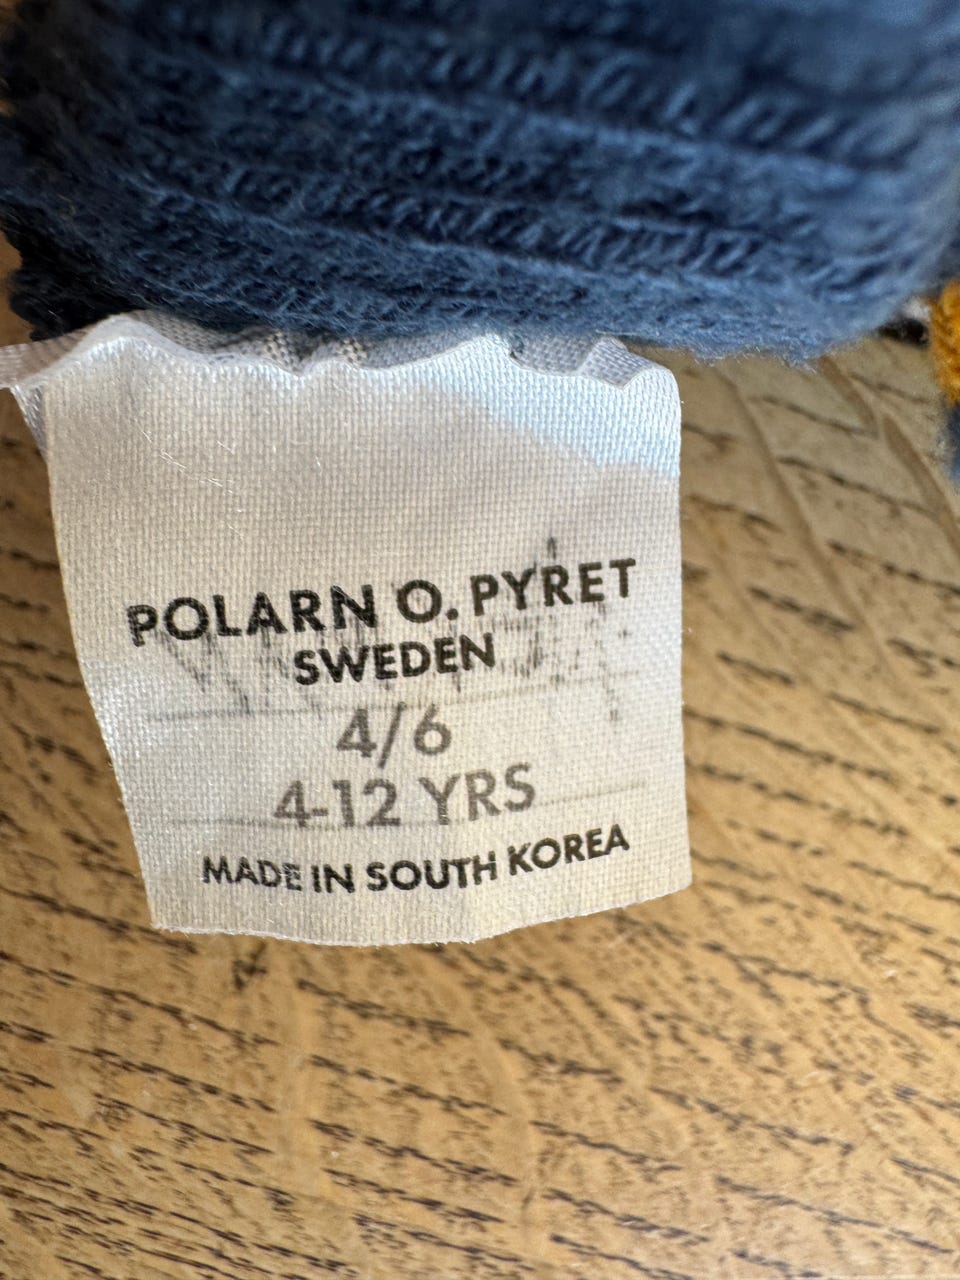 POLARN O. PYRET
SWEDEN
4/6
4-12 YRS
MADE IN SOUTH KOREA